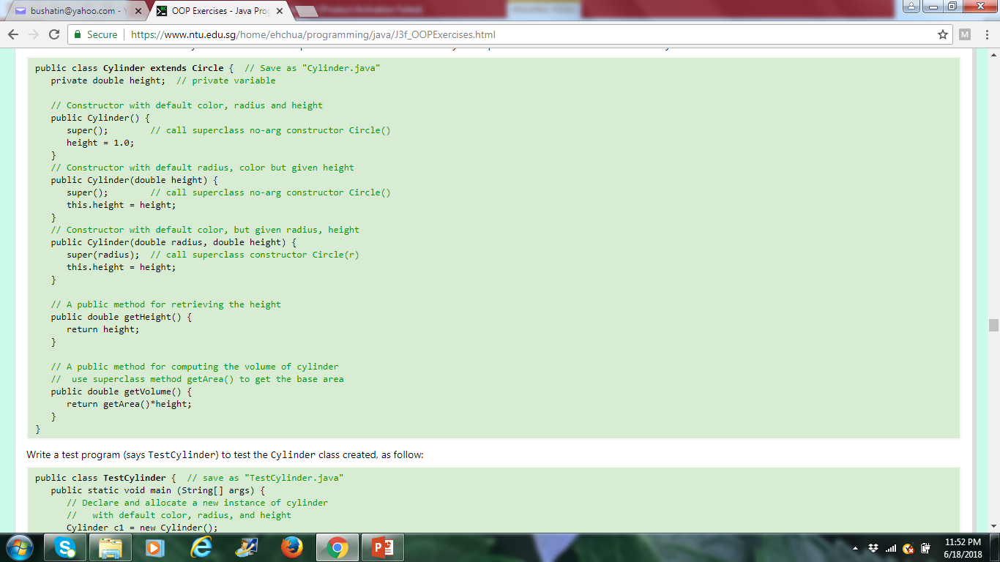 bushatin@yahoo.com - Y
OOP Exercises - Java Prog
(Product Activation Failed)
Secure
https://www.ntu.edu.sg/home/ehchua/programming/java/J3f_OOPExercises.html
M
public class Cylinder extends Circle {  // Save as "Cylinder.java"
   private double height;  // private variable

   // Constructor with default color, radius and height
   public Cylinder() {
      super();        // call superclass no-arg constructor Circle()
      height = 1.0;
   }
   // Constructor with default radius, color but given height
   public Cylinder(double height) {
      super();        // call superclass no-arg constructor Circle()
      this.height = height;
   }
   // Constructor with default color, but given radius, height
   public Cylinder(double radius, double height) {
      super(radius);  // call superclass constructor Circle(r)
      this.height = height;
   }

   // A public method for retrieving the height
   public double getHeight() {
      return height;
   }

   // A public method for computing the volume of cylinder
   //  use superclass method getArea() to get the base area
   public double getVolume() {
      return getArea()*height;
   }
}
Write a test program (says TestCylinder) to test the Cylinder class created, as follow:
public class TestCylinder {  // save as "TestCylinder.java"
   public static void main (String[] args) {
      // Declare and allocate a new instance of cylinder
      //   with default color, radius, and height
      Cylinder c1 = new Cylinder();
11:52 PM
6/18/2018